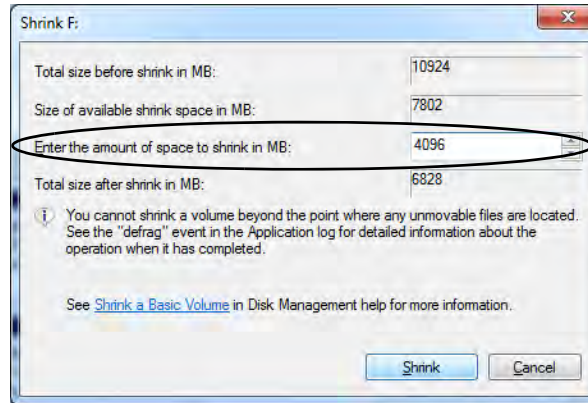 Shrink F:
Total size before shrink in MB: 10924
Size of available shrink space in MB: 7802
Enter the amount of space to shrink in MB: 4096
Total size after shrink in MB: 6828
You cannot shrink a volume beyond the point where any unmovable files are located.
See the "defrag" event in the Application log for detailed information about the
operation when it has completed.
See Shrink a Basic Volume in Disk Management help for more information.
Shrink Cancel